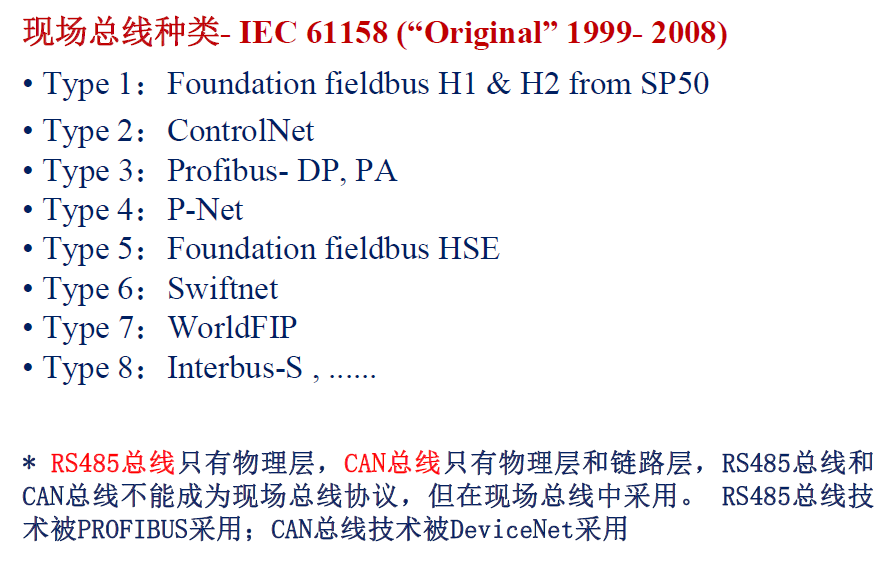 现场总线种类- IEC 61158 (“Original” 1999- 2008)
• Type 1：Foundation fieldbus H1 & H2 from SP50
• Type 2：ControlNet
• Type 3：Profibus- DP, PA
• Type 4：P-Net
• Type 5：Foundation fieldbus HSE
• Type 6：Swiftnet
• Type 7：WorldFIP
• Type 8：Interbus-S , ......
* RS485总线只有物理层，CAN总线只有物理层和链路层，RS485总线和
CAN总线不能成为现场总线协议，但在现场总线中采用。 RS485总线技
术被PROFIBUS采用；CAN总线技术被DeviceNet采用